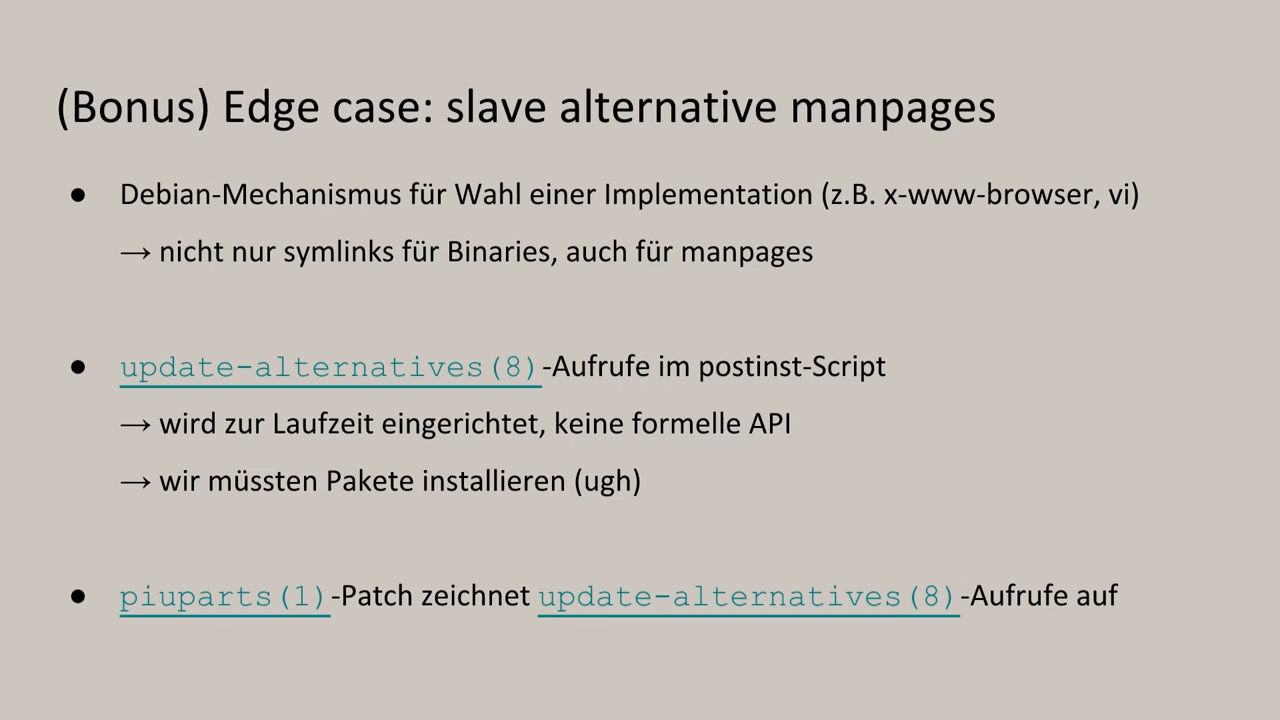 (Bonus) Edge case: slave alternative manpages
● Debian-Mechanismus für Wahl einer Implementation (z.B. x-www-browser, vi)
→ nicht nur symlinks für Binaries, auch für manpages
● update-alternatives(8)-Aufrufe im postinst-Script
→ wird zur Laufzeit eingerichtet, keine formelle API
→ wir müssten Pakete installieren (ugh)
● piuparts(1)-Patch zeichnet update-alternatives(8)-Aufrufe auf